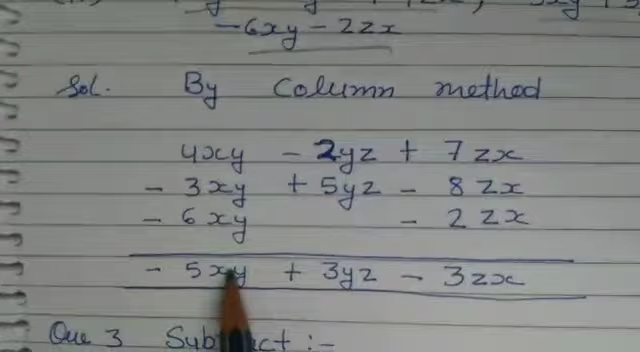 - 6xy - 2zx
Sol. By Column method
4xy - 2yz + 7zx
- 3xy + 5yz - 8zx
- 6xy - 2zx
- 5xy + 3yz - 3zx
Que 3 Subtract :-